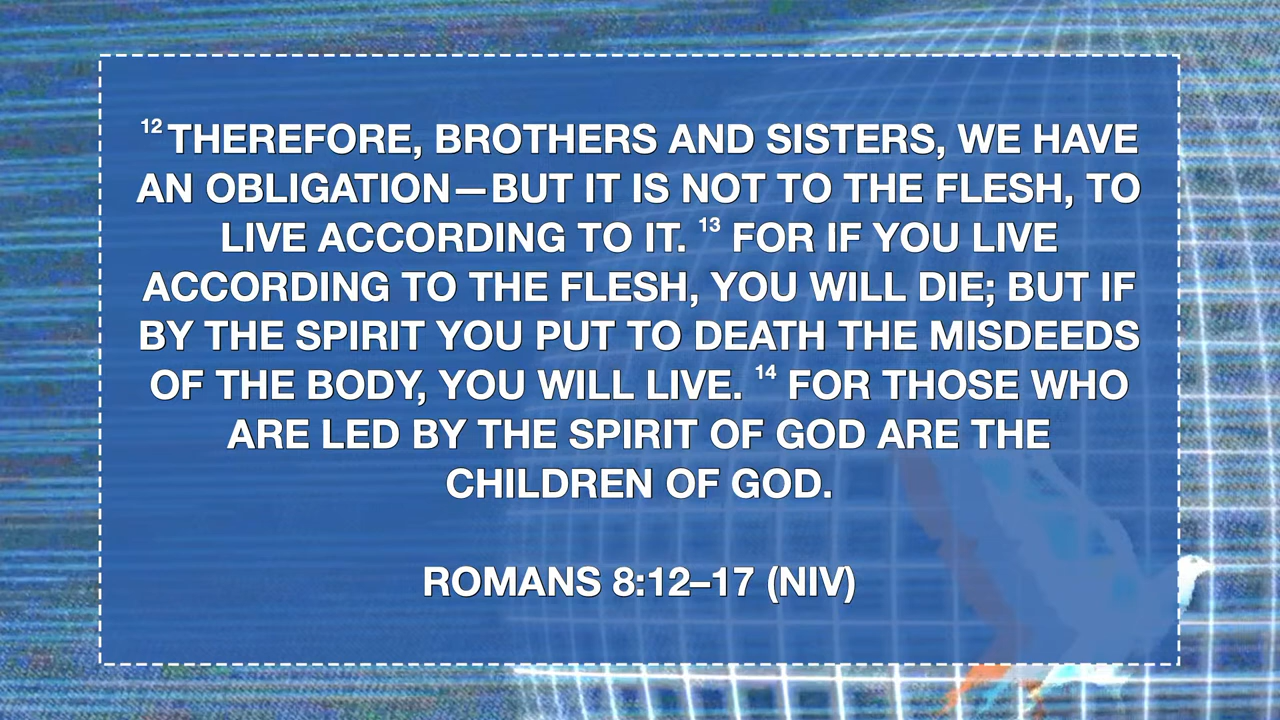 12 THEREFORE, BROTHERS AND SISTERS, WE HAVE
AN OBLIGATION—BUT IT IS NOT TO THE FLESH, TO
LIVE ACCORDING TO IT. 13 FOR IF YOU LIVE
ACCORDING TO THE FLESH, YOU WILL DIE; BUT IF
BY THE SPIRIT YOU PUT TO DEATH THE MISDEEDS
OF THE BODY, YOU WILL LIVE. 14 FOR THOSE WHO
ARE LED BY THE SPIRIT OF GOD ARE THE
CHILDREN OF GOD.
ROMANS 8:12–17 (NIV)